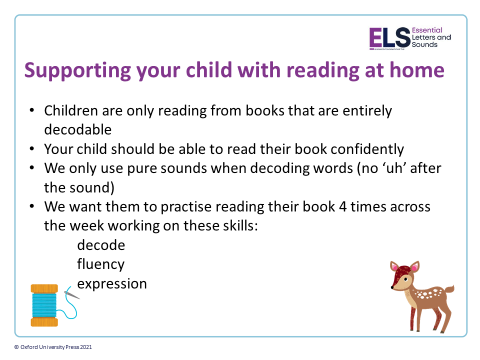 ELS Essential
Letters and
Sounds
Supporting your child with reading at home
• Children are only reading from books that are entirely
decodable
• Your child should be able to read their book confidently
• We only use pure sounds when decoding words (no ‘uh’ after
the sound)
• We want them to practise reading their book 4 times across
the week working on these skills:
decode
fluency
expression
© Oxford University Press 2021